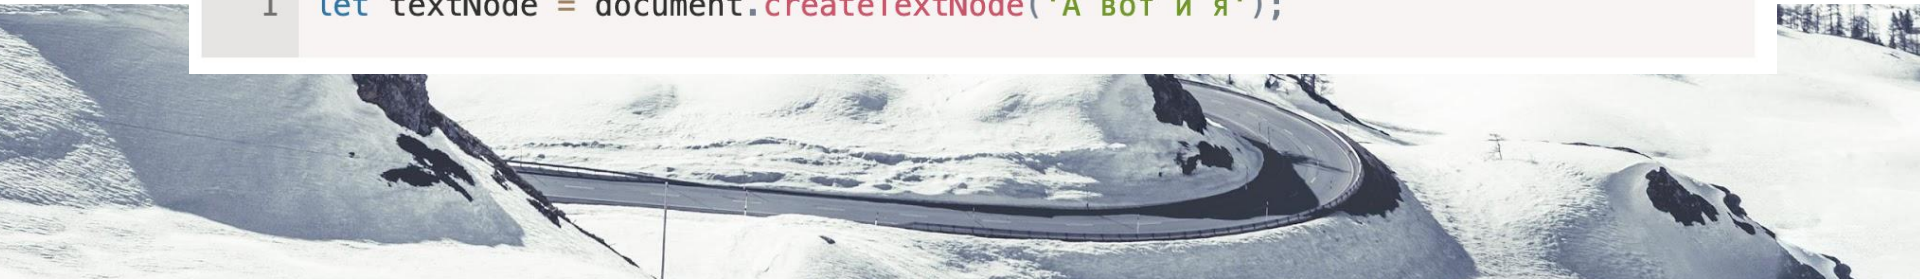 1 let textNode = document.createTextNode('А вот и я');